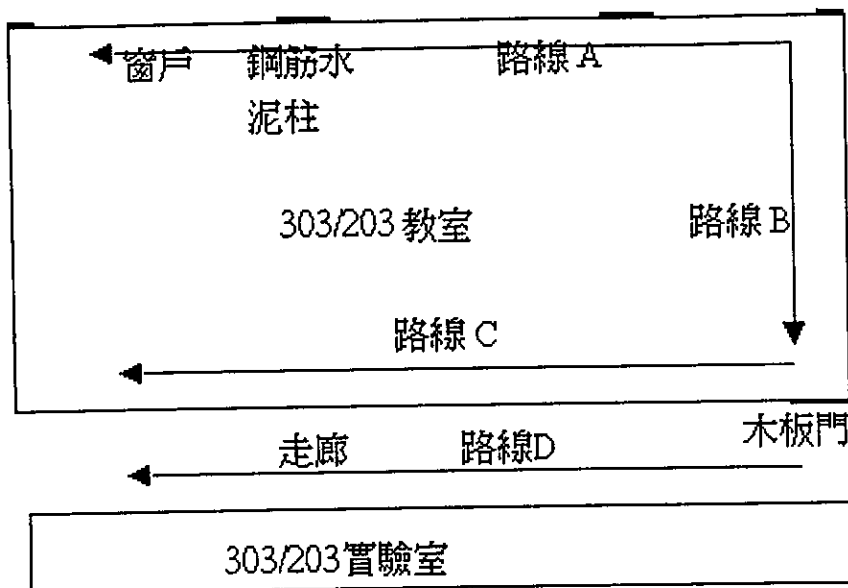 窗戶 鋼筋水 路線 A
泥柱
303/203 教室 路線 B
路線 C
木板門
走廊 路線D
303/203實驗室